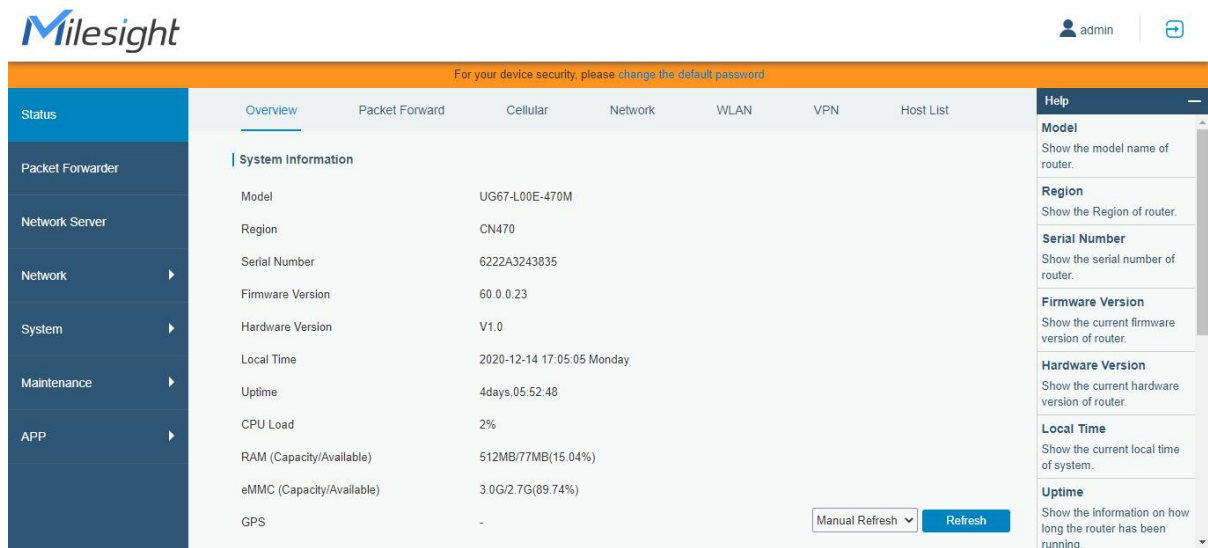 Milesight
admin
For your device security, please change the default password
Status
Packet Forwarder
Network Server
Network
System
Maintenance
APP
Overview Packet Forward Cellular Network WLAN VPN Host List
System Information
Model UG67-L00E-470M
Region CN470
Serial Number 6222A3243835
Firmware Version 60.0.0.23
Hardware Version V1.0
Local Time 2020-12-14 17:05:05 Monday
Uptime 4days,05:52:48
CPU Load 2%
RAM (Capacity/Available) 512MB/77MB(15.04%)
eMMC (Capacity/Available) 3.0G/2.7G(89.74%)
GPS -
Manual Refresh Refresh
Help
Model
Show the model name of
router.
Region
Show the Region of router.
Serial Number
Show the serial number of
router.
Firmware Version
Show the current firmware
version of router.
Hardware Version
Show the current hardware
version of router.
Local Time
Show the current local time
of system.
Uptime
Show the information on how
long the router has been
running.